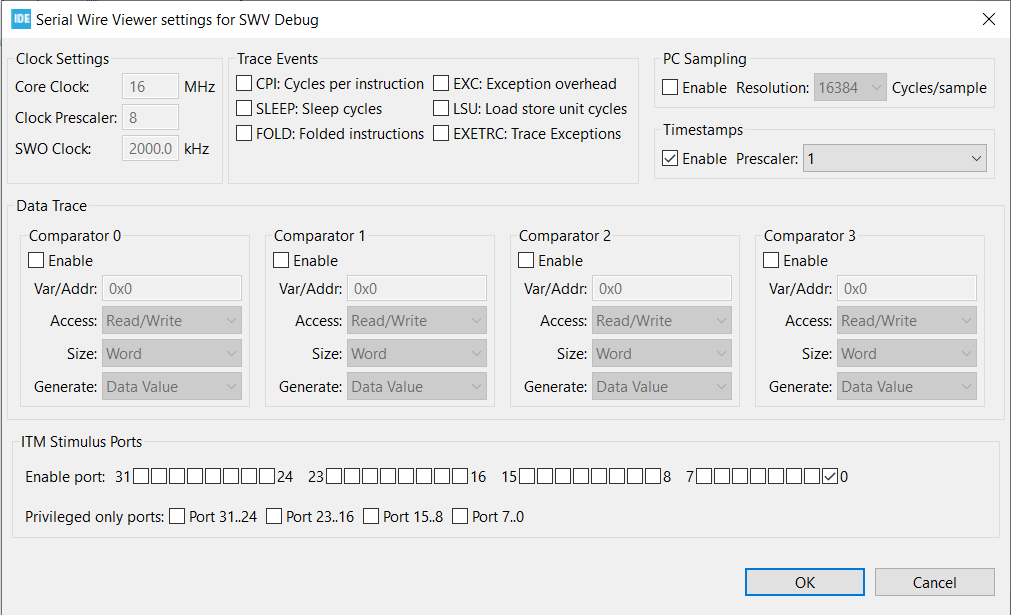 IDE Serial Wire Viewer settings for SWV Debug
Clock Settings
Core Clock: 16 MHz
Clock Prescaler: 8
SWO Clock: 2000.0 kHz
Trace Events
CPI: Cycles per instruction EXC: Exception overhead
SLEEP: Sleep cycles LSU: Load store unit cycles
FOLD: Folded instructions EXETRC: Trace Exceptions
PC Sampling
Enable Resolution: 16384 Cycles/sample
Timestamps
Enable Prescaler: 1
Data Trace
Comparator 0
Enable
Var/Addr: 0x0
Access: Read/Write
Size: Word
Generate: Data Value
Comparator 1
Enable
Var/Addr: 0x0
Access: Read/Write
Size: Word
Generate: Data Value
Comparator 2
Enable
Var/Addr: 0x0
Access: Read/Write
Size: Word
Generate: Data Value
Comparator 3
Enable
Var/Addr: 0x0
Access: Read/Write
Size: Word
Generate: Data Value
ITM Stimulus Ports
Enable port: 31 24 23 16 15 8 7 0
Privileged only ports: Port 31..24 Port 23..16 Port 15..8 Port 7..0
OK Cancel